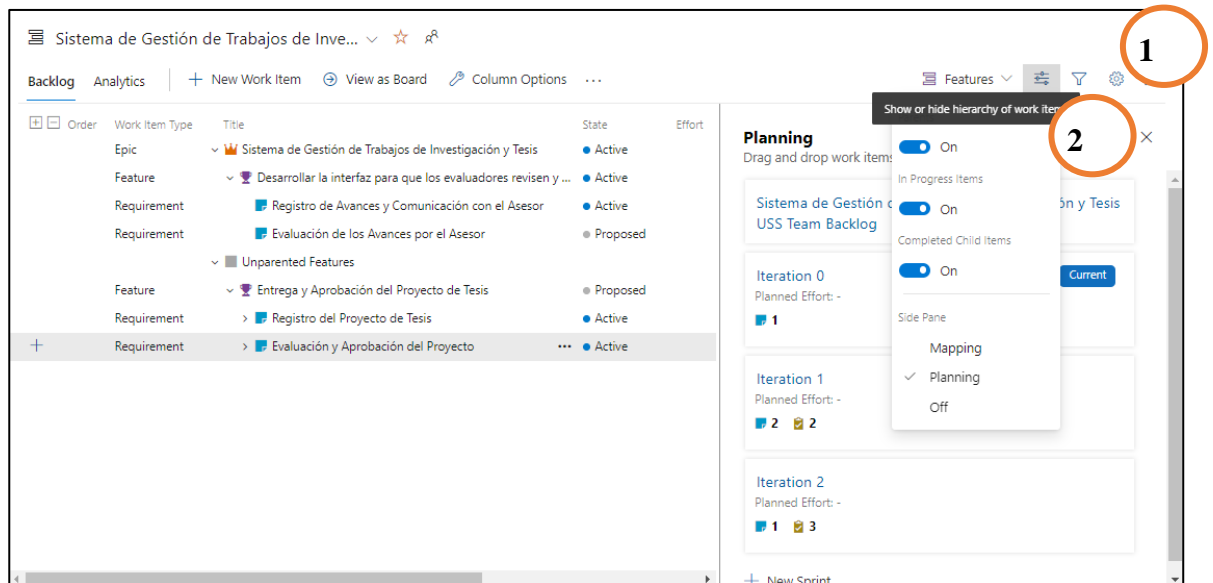 Sistema de Gestión de Trabajos de Inve...
1
Backlog Analytics New Work Item View as Board Column Options ... Features
Show or hide hierarchy of work
2
Order Work Item Type Title State Effort
Epic Sistema de Gestión de Trabajos de Investigación y Tesis Active
Feature Desarrollar la interfaz para que los evaluadores revisen y ... Active
Requirement Registro de Avances y Comunicación con el Asesor Active
Requirement Evaluación de los Avances por el Asesor Proposed
Unparented Features
Feature Entrega y Aprobación del Proyecto de Tesis Proposed
Requirement Registro del Proyecto de Tesis Active
Requirement Evaluación y Aprobación del Proyecto ... Active
Planning
Drag and drop work items
Sistema de Gestión y Tesis
USS Team Backlog
Iteration 0
Current
Planned Effort: -
1
Iteration 1
Planned Effort: -
2 2
Iteration 2
Planned Effort: -
1 3
New Sprint
On
In Progress Items
On
Completed Child Items
On
Side Pane
Mapping
Planning
Off